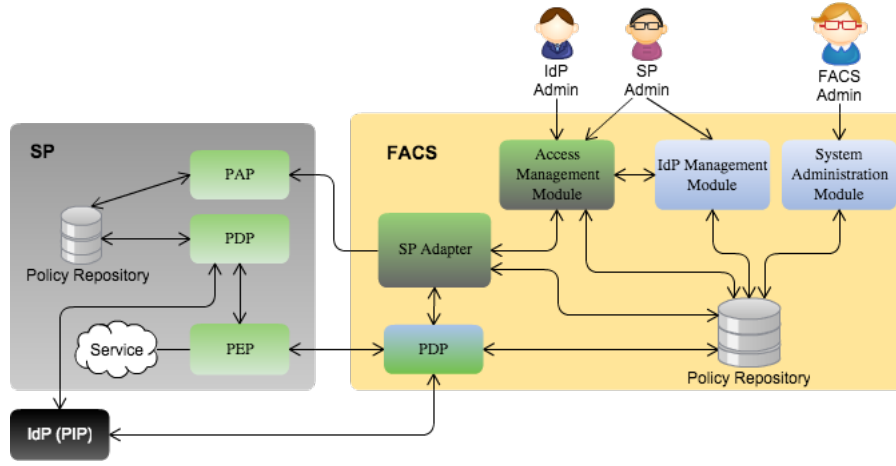 IdP
Admin
SP
Admin
FACS
Admin
SP
FACS
PAP
PDP
Policy Repository
Service
PEP
IdP (PIP)
Access
Management
Module
IdP Management
Module
System
Administration
Module
SP Adapter
PDP
Policy Repository